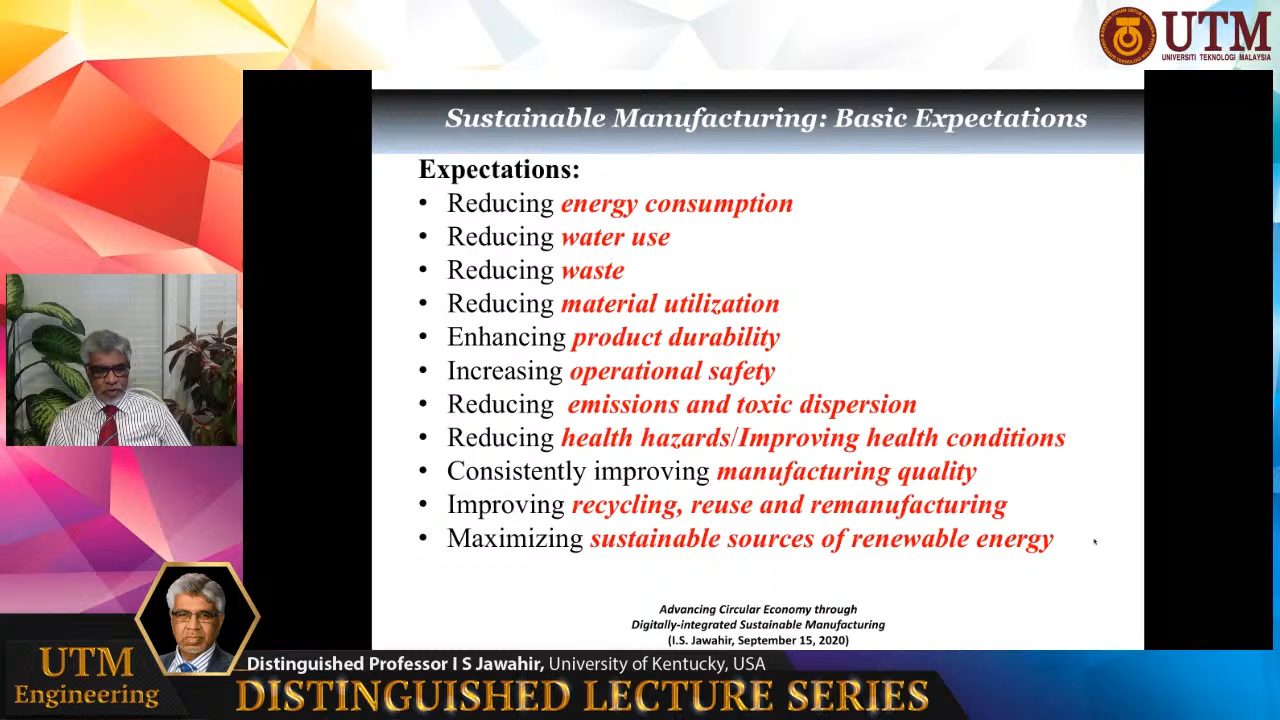 UTM
UNIVERSITI TEKNOLOGI MALAYSIA
Sustainable Manufacturing: Basic Expectations
Expectations:
• Reducing energy consumption
• Reducing water use
• Reducing waste
• Reducing material utilization
• Enhancing product durability
• Increasing operational safety
• Reducing emissions and toxic dispersion
• Reducing health hazards/Improving health conditions
• Consistently improving manufacturing quality
• Improving recycling, reuse and remanufacturing
• Maximizing sustainable sources of renewable energy
Advancing Circular Economy through
Digitally-integrated Sustainable Manufacturing
(I.S. Jawahir, September 15, 2020)
UTM
Engineering
Distinguished Professor I S Jawahir, University of Kentucky, USA
DISTINGUISHED LECTURE SERIES